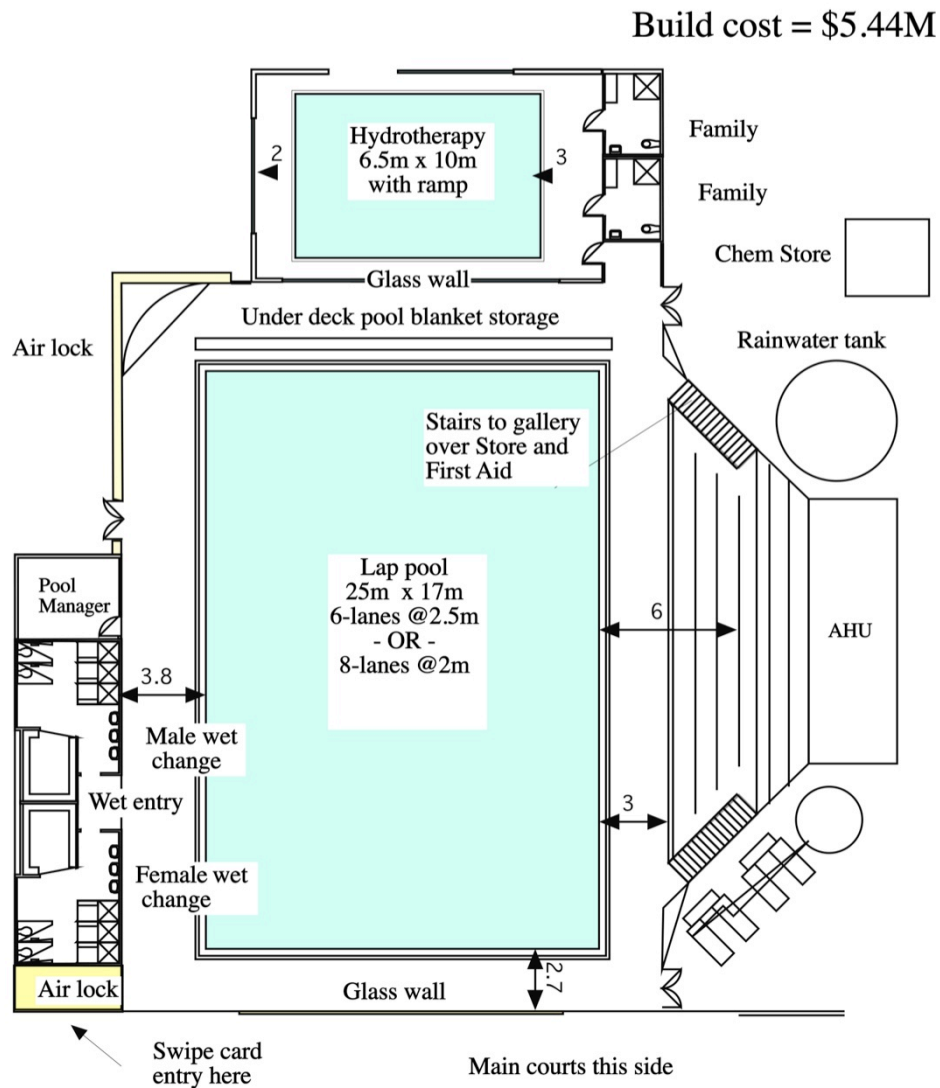 Build cost = $5.44M
Hydrotherapy
6.5m x 10m
with ramp
2
3
Family
Family
Chem Store
Glass wall
Under deck pool blanket storage
Air lock
Rainwater tank
Stairs to gallery
over Store and
First Aid
Lap pool
25m x 17m
6-lanes @2.5m
- OR -
8-lanes @2m
Pool
Manager
6
AHU
3.8
Male wet
change
Wet entry
3
Female wet
change
2.7
Air lock
Glass wall
Swipe card
entry here
Main courts this side